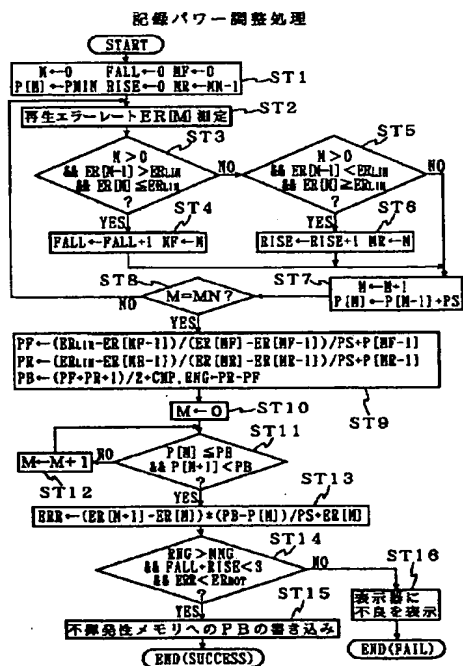 記録パワー調整処理
START
M←0 FALL←0 MF←0
P[M]←PMIN RISE←0 MR←MN-1
ST1
再生エラーレートER[M]測定
ST2
ST3
M>0
&& ER[M-1]>ERLIM
&& ER[M]≦ERLIM
?
NO
YES
ST5
M>0
&& ER[M-1]<ERLIM
&& ER[M]≧ERLIM
?
NO
YES
ST4
FALL←FALL+1 MF←M
ST6
RISE←RISE+1 MR←M
ST7
M←M+1
P[M]←P[M-1]+PS
ST8
M=MN?
NO
YES
PF←(ERLIM-ER[MF-1])/(ER[MF]-ER[MF-1])/PS+P[MF-1]
PR←(ERLIM-ER[MR-1])/(ER[MR]-ER[MR-1])/PS+P[MR-1]
PB←(PF+PR+1)/2+CMP, RNG←PR-PF
ST9
M←0
ST10
ST11
P[M]≦PB
&& P[M+1]<PB
?
NO
YES
M←M+1
ST12
ST13
ERR←(ER[M+1]-ER[M])*(PB-P[M])/PS+ER[M]
ST14
RNG>MNG
&& FALL+RISE<3
&& ERR<ERBOT
?
NO
YES
ST16
表示器に
不良を表示
END(FAIL)
ST15
不揮発性メモリへのPBの書き込み
END(SUCCESS)